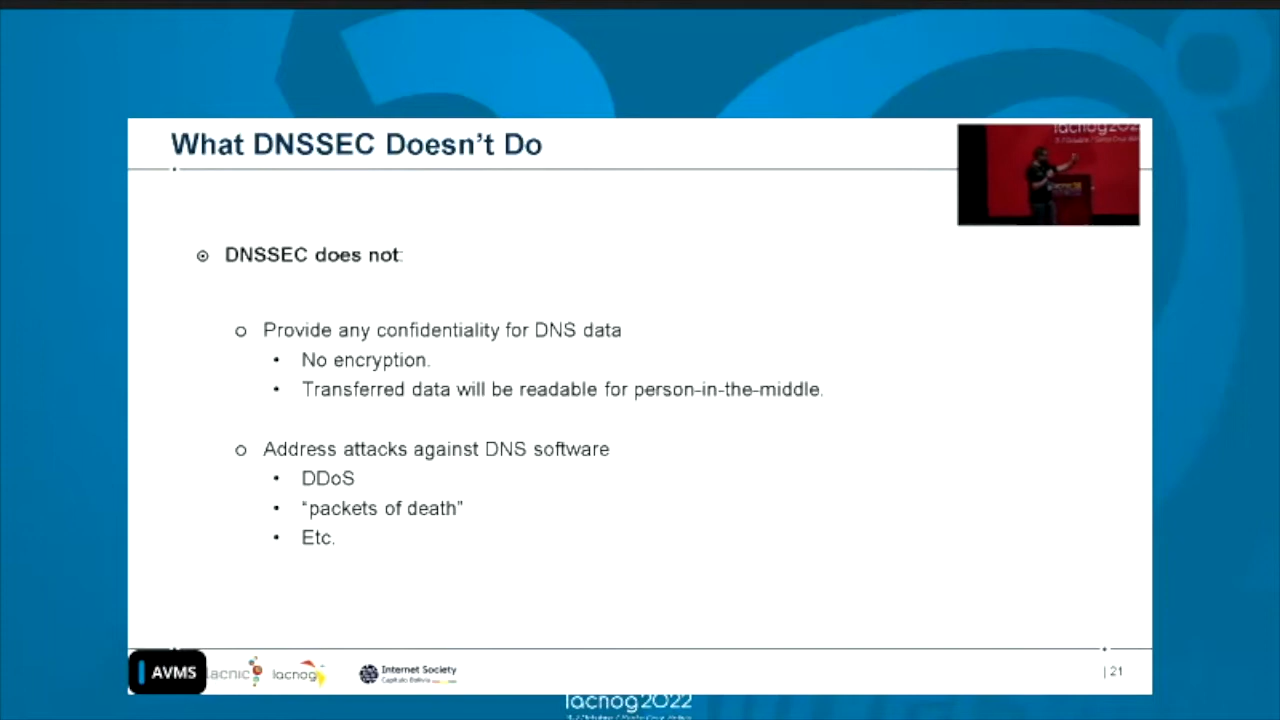 What DNSSEC Doesn't Do
lacnog2022
DNSSEC does not:
Provide any confidentiality for DNS data
No encryption.
Transferred data will be readable for person-in-the-middle.
Address attacks against DNS software
DDoS
"packets of death"
Etc.
AVMS
lacnic
lacnog
Internet Society
Capítulo Bolivia
| 21
lacnog2022